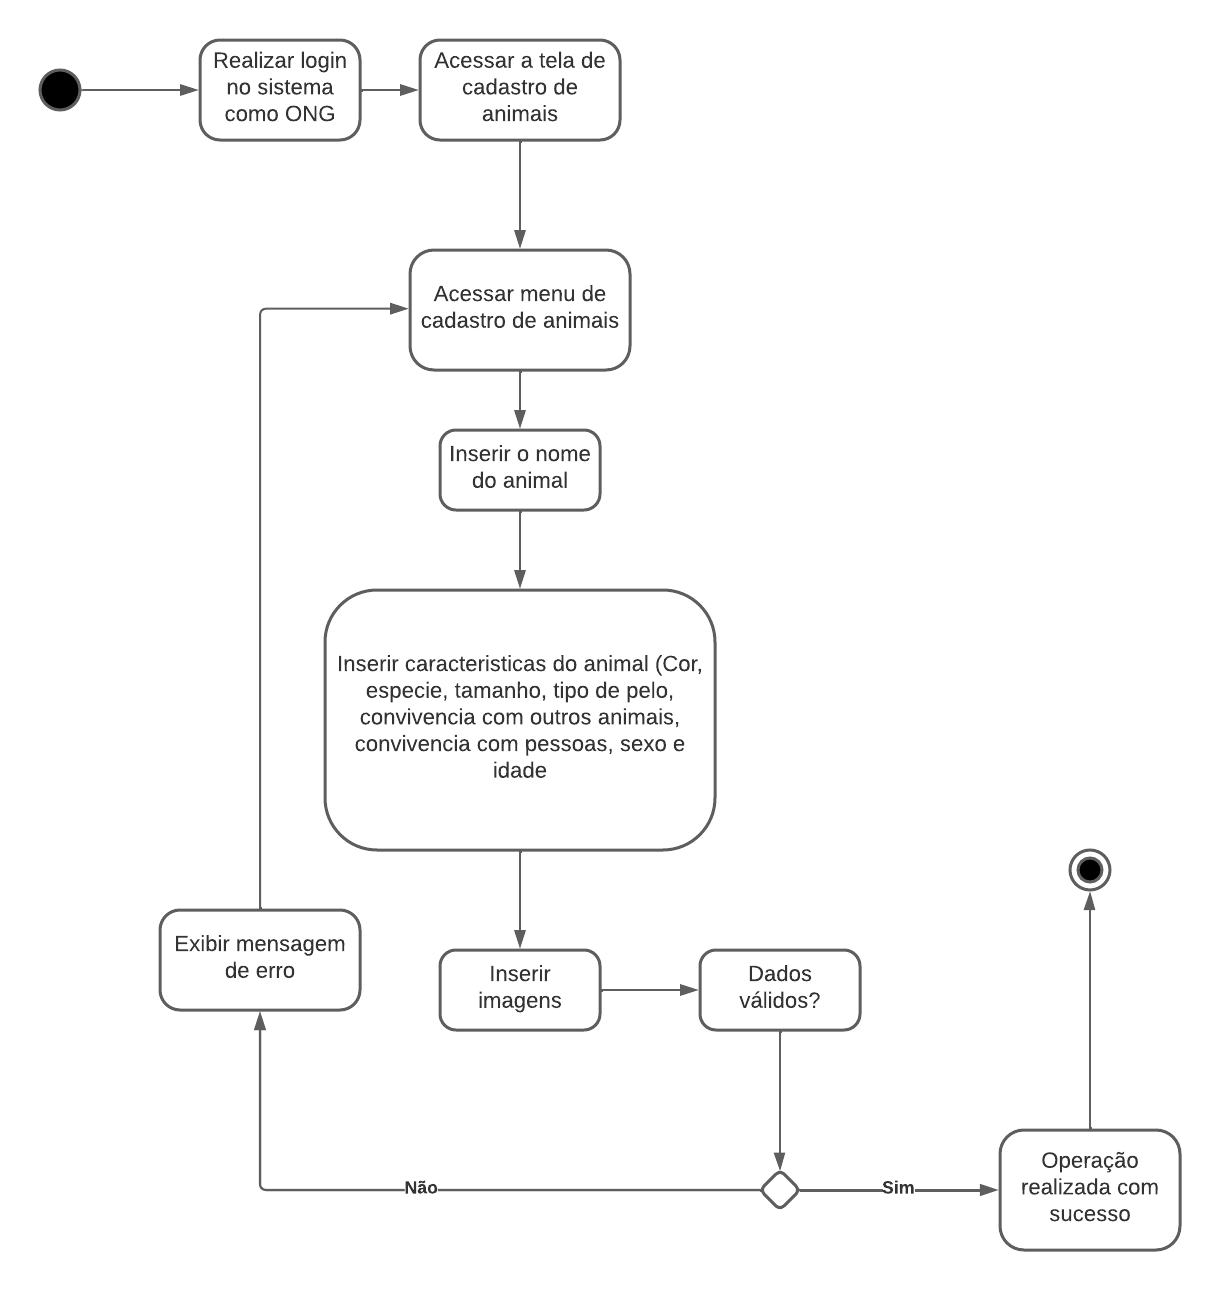 Realizar login
no sistema
como ONG
Acessar a tela de
cadastro de
animais
Acessar menu de
cadastro de animais
Inserir o nome
do animal
Inserir caracteristicas do animal (Cor,
especie, tamanho, tipo de pelo,
convivencia com outros animais,
convivencia com pessoas, sexo e
idade
Exibir mensagem
de erro
Inserir
imagens
Dados
válidos?
Não
Sim
Operação
realizada com
sucesso